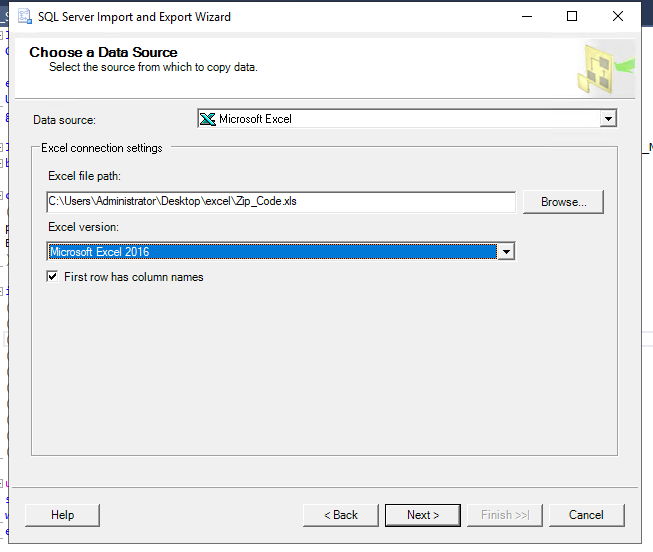 SQL Server Import and Export Wizard
Choose a Data Source
Select the source from which to copy data.
Data source:
Microsoft Excel
Excel connection settings
Excel file path:
C:\Users\Administrator\Desktop\excel\Zip_Code.xls
Browse...
Excel version:
Microsoft Excel 2016
First row has column names
Help
< Back
Next >
Finish >>|
Cancel